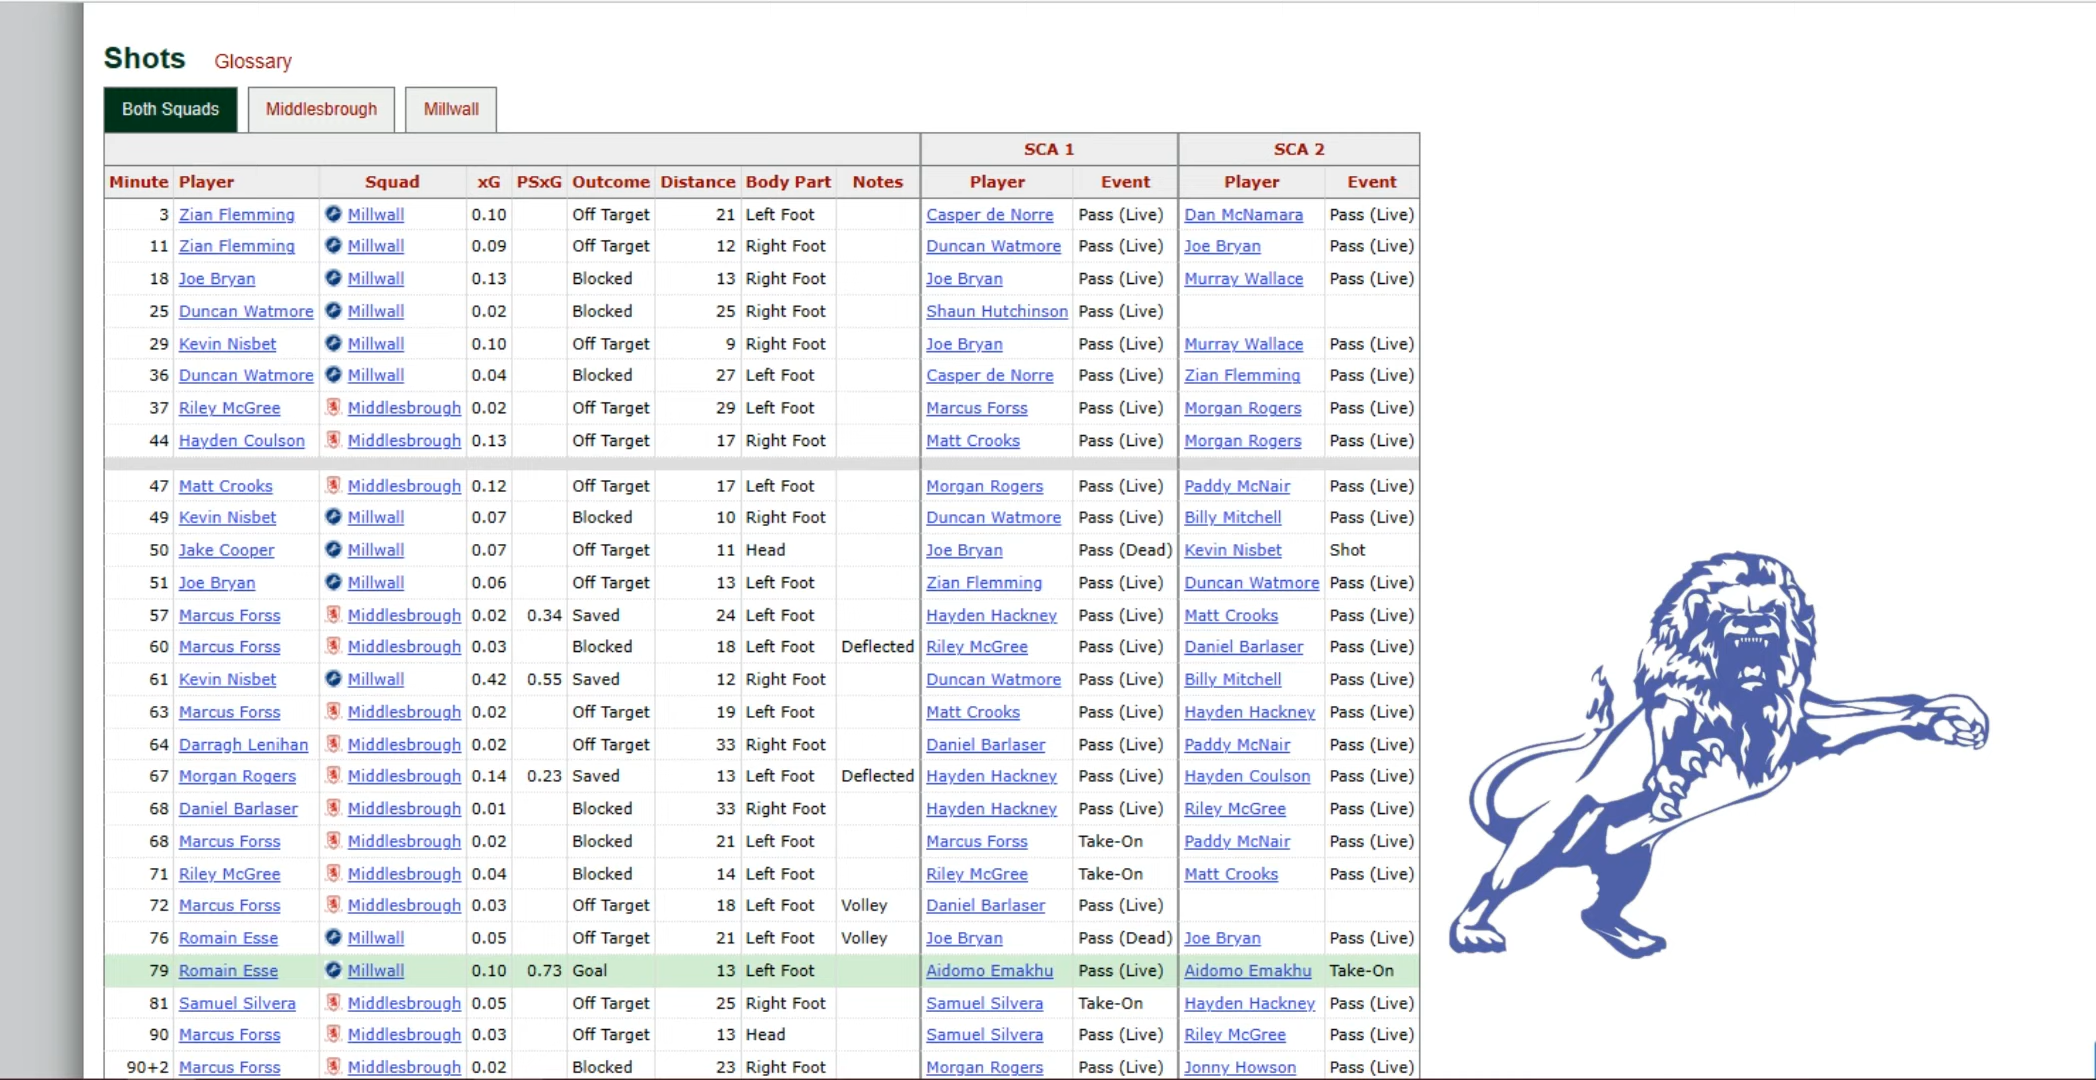 Shots Glossary
Both Squads Middlesbrough Millwall
SCA 1 SCA 2
Minute Player Squad xG PSxG Outcome Distance Body Part Notes Player Event Player Event
3 Zian Flemming Millwall 0.10 Off Target 21 Left Foot Casper de Norre Pass (Live) Dan McNamara Pass (Live)
11 Zian Flemming Millwall 0.09 Off Target 12 Right Foot Duncan Watmore Pass (Live) Joe Bryan Pass (Live)
18 Joe Bryan Millwall 0.13 Blocked 13 Right Foot Joe Bryan Pass (Live) Murray Wallace Pass (Live)
25 Duncan Watmore Millwall 0.02 Blocked 25 Right Foot Shaun Hutchinson Pass (Live)
29 Kevin Nisbet Millwall 0.10 Off Target 9 Right Foot Joe Bryan Pass (Live) Murray Wallace Pass (Live)
36 Duncan Watmore Millwall 0.04 Blocked 27 Left Foot Casper de Norre Pass (Live) Zian Flemming Pass (Live)
37 Riley McGree Middlesbrough 0.02 Off Target 29 Left Foot Marcus Forss Pass (Live) Morgan Rogers Pass (Live)
44 Hayden Coulson Middlesbrough 0.13 Off Target 17 Right Foot Matt Crooks Pass (Live) Morgan Rogers Pass (Live)
47 Matt Crooks Middlesbrough 0.12 Off Target 17 Left Foot Morgan Rogers Pass (Live) Paddy McNair Pass (Live)
49 Kevin Nisbet Millwall 0.07 Blocked 10 Right Foot Duncan Watmore Pass (Live) Billy Mitchell Pass (Live)
50 Jake Cooper Millwall 0.07 Off Target 11 Head Joe Bryan Pass (Dead) Kevin Nisbet Shot
51 Joe Bryan Millwall 0.06 Off Target 13 Left Foot Zian Flemming Pass (Live) Duncan Watmore Pass (Live)
57 Marcus Forss Middlesbrough 0.02 0.34 Saved 24 Left Foot Hayden Hackney Pass (Live) Matt Crooks Pass (Live)
60 Marcus Forss Middlesbrough 0.03 Blocked 18 Left Foot Deflected Riley McGree Pass (Live) Daniel Barlaser Pass (Live)
61 Kevin Nisbet Millwall 0.42 0.55 Saved 12 Right Foot Duncan Watmore Pass (Live) Billy Mitchell Pass (Live)
63 Marcus Forss Middlesbrough 0.02 Off Target 19 Left Foot Matt Crooks Pass (Live) Hayden Hackney Pass (Live)
64 Darragh Lenihan Middlesbrough 0.02 Off Target 33 Right Foot Daniel Barlaser Pass (Live) Paddy McNair Pass (Live)
67 Morgan Rogers Middlesbrough 0.14 0.23 Saved 13 Left Foot Deflected Hayden Hackney Pass (Live) Hayden Coulson Pass (Live)
68 Daniel Barlaser Middlesbrough 0.01 Blocked 33 Right Foot Hayden Hackney Pass (Live) Riley McGree Pass (Live)
68 Marcus Forss Middlesbrough 0.02 Blocked 21 Left Foot Marcus Forss Take-On Paddy McNair Pass (Live)
71 Riley McGree Middlesbrough 0.04 Blocked 14 Left Foot Riley McGree Take-On Matt Crooks Pass (Live)
72 Marcus Forss Middlesbrough 0.03 Off Target 18 Left Foot Volley Daniel Barlaser Pass (Live)
76 Romain Esse Millwall 0.05 Off Target 21 Left Foot Volley Joe Bryan Pass (Dead) Joe Bryan Pass (Live)
79 Romain Esse Millwall 0.10 0.73 Goal 13 Left Foot Aidomo Emakhu Pass (Live) Aidomo Emakhu Take-On
81 Samuel Silvera Middlesbrough 0.05 Off Target 25 Right Foot Samuel Silvera Take-On Hayden Hackney Pass (Live)
90 Marcus Forss Middlesbrough 0.03 Off Target 13 Head Samuel Silvera Pass (Live) Riley McGree Pass (Live)
90+2 Marcus Forss Middlesbrough 0.02 Blocked 23 Right Foot Morgan Rogers Pass (Live) Jonny Howson Pass (Live)